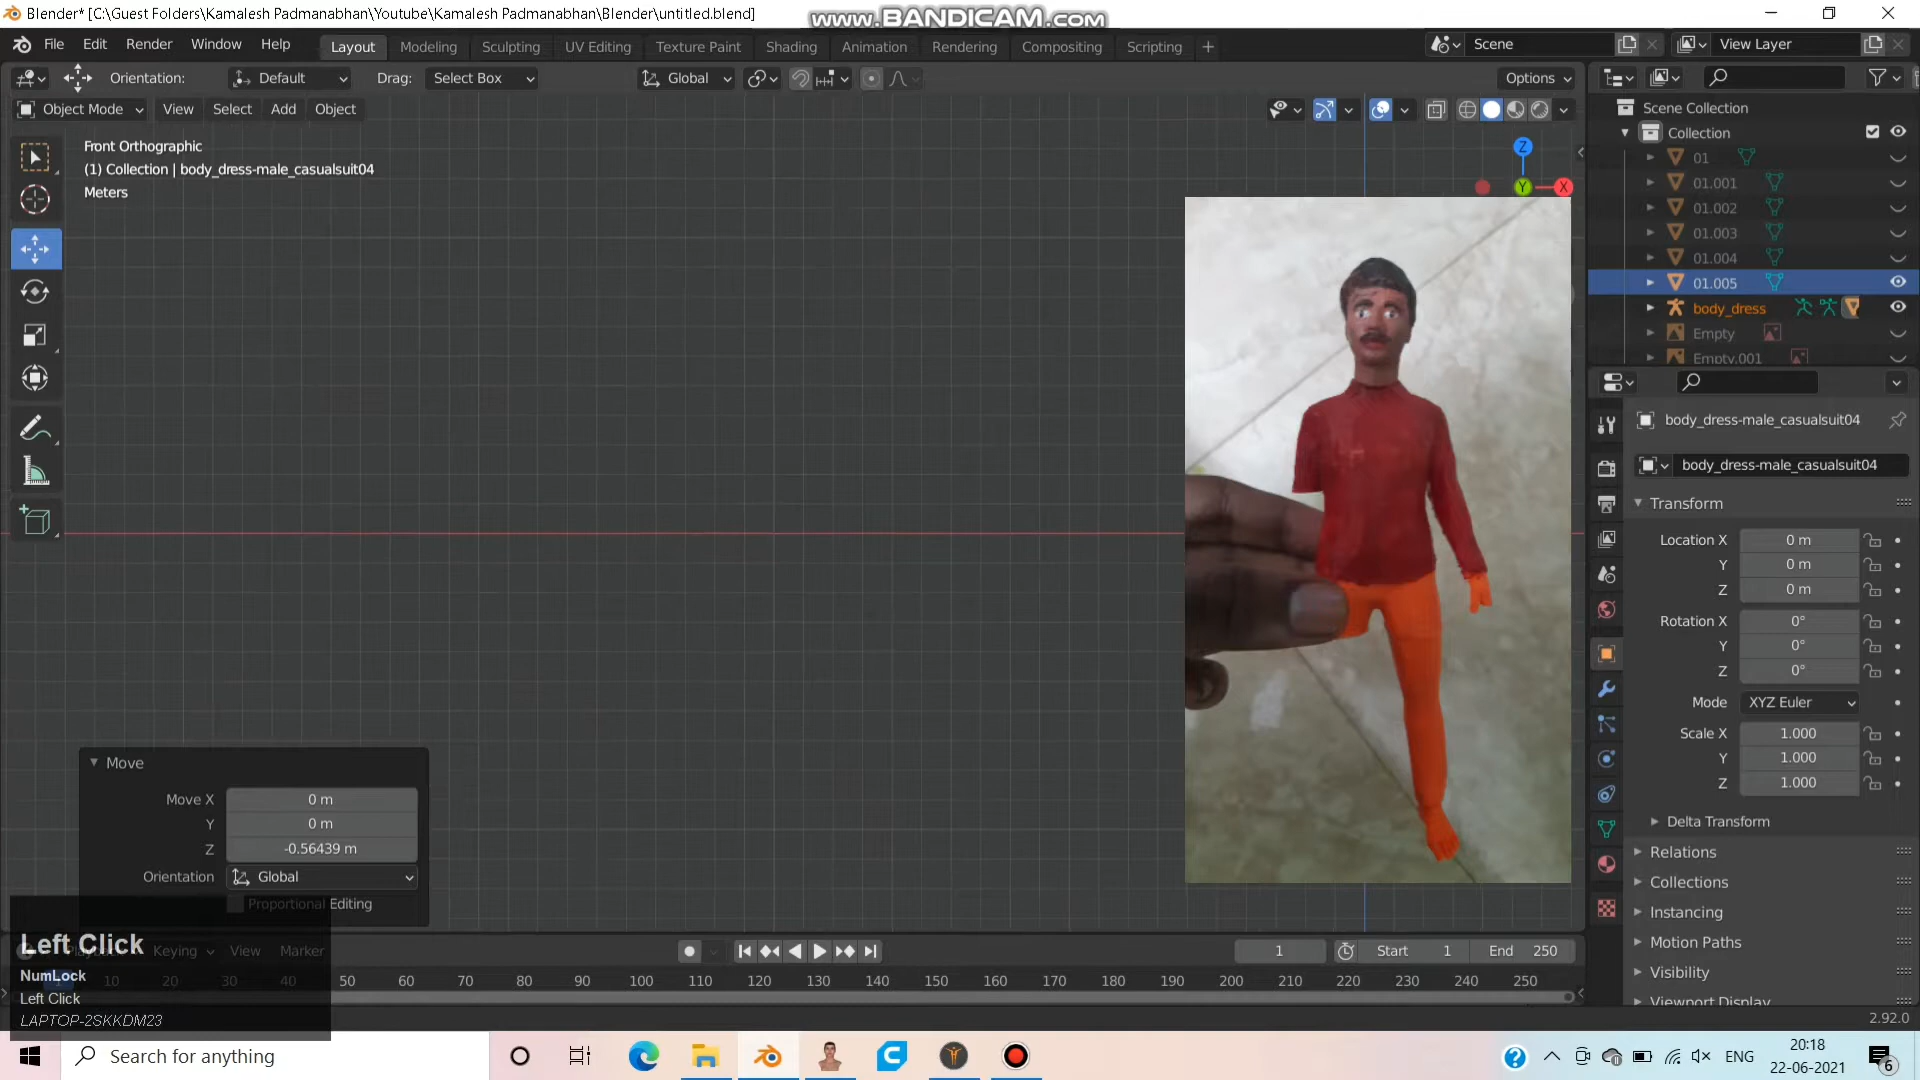 Blender* [C:\Guest Folders\Kamalesh Padmanabhan\Youtube\Kamalesh Padmanabhan\Blender\untitled.blend]
www.BANDICAM.com
File Edit Render Window Help
Layout Modeling Sculpting UV Editing Texture Paint Shading Animation Rendering Compositing Scripting +
Scene
View Layer
Orientation: Default Drag: Select Box
Global
Options
Object Mode View Select Add Object
Front Orthographic
(1) Collection | body_dress-male_casualsuit04
Meters
Z
Y
X
Scene Collection
Collection
01
01.001
01.002
01.003
01.004
01.005
body_dress
Empty
Empty.001
body_dress-male_casualsuit04
body_dress-male_casualsuit04
Transform
Location X 0 m
Y 0 m
Z 0 m
Rotation X 0°
Y 0°
Z 0°
Mode XYZ Euler
Scale X 1.000
Y 1.000
Z 1.000
Delta Transform
Relations
Collections
Instancing
Motion Paths
Visibility
Viewport Display
Move
Move X 0 m
Y 0 m
Z -0.56439 m
Orientation Global
Proportional Editing
Left Click
NumLock
Left Click
LAPTOP-2SKKDM23
Playback Keying View Marker
1 Start 1 End 250
1 10 20 30 40 50 60 70 80 90 100 110 120 130 140 150 160 170 180 190 200 210 220 230 240 250
2.92.0
Search for anything
ENG
20:18
22-06-2021
6